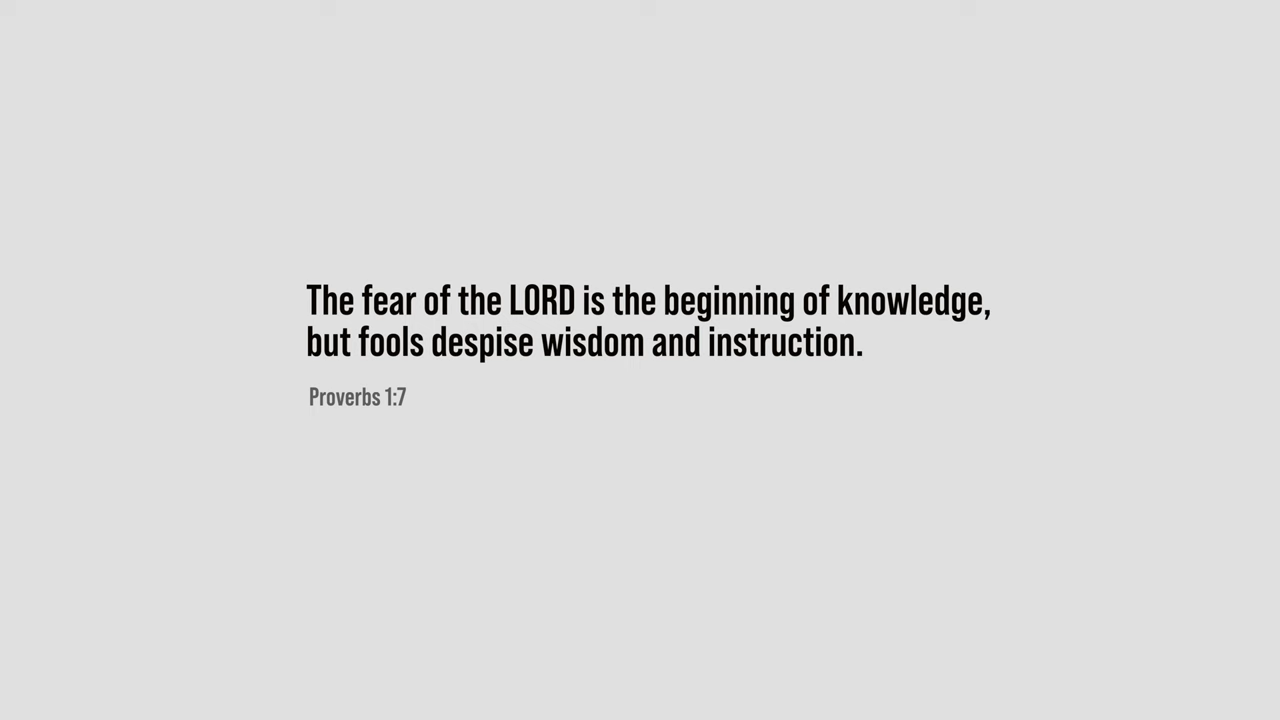 The fear of the LORD is the beginning of knowledge,
but fools despise wisdom and instruction.
Proverbs 1:7